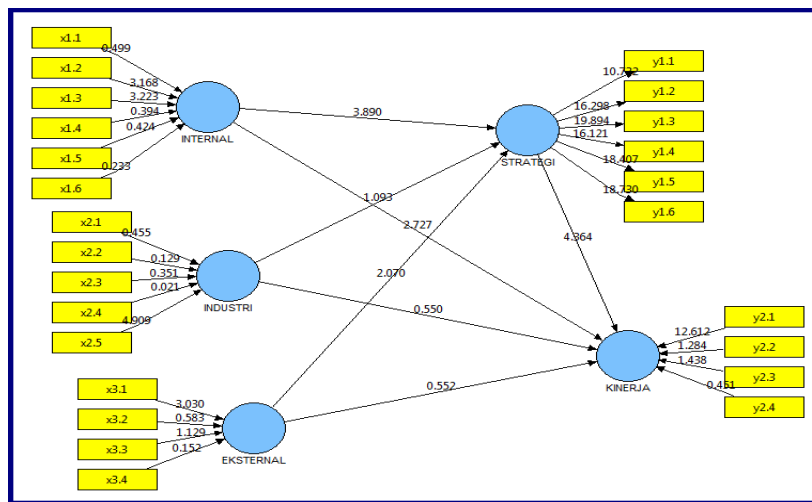 x1.1
0.499
x1.2
3.168
x1.3
3.223
x1.4
0.394
x1.5
0.424
x1.6
0.233
INTERNAL
3.890
x2.1
0.455
x2.2
0.129
x2.3
0.351
x2.4
0.021
x2.5
4.909
INDUSTRI
1.093
2.727
2.070
0.550
x3.1
3.030
x3.2
0.583
x3.3
1.129
x3.4
0.152
EKSTERNAL
0.552
STRATEGI
y1.1
y1.2
16.298
y1.3
19.894
y1.4
16.121
y1.5
18.407
y1.6
18.730
4.364
KINERJA
y2.1
12.612
y2.2
1.284
y2.3
1.438
y2.4
0.451